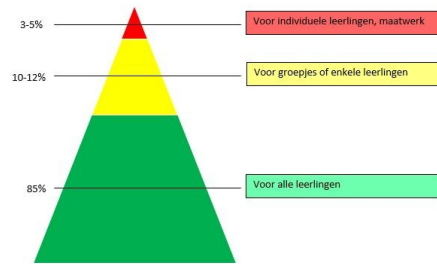 3-5%
Voor individuele leerlingen, maatwerk
10-12%
Voor groepjes of enkele leerlingen
85%
Voor alle leerlingen